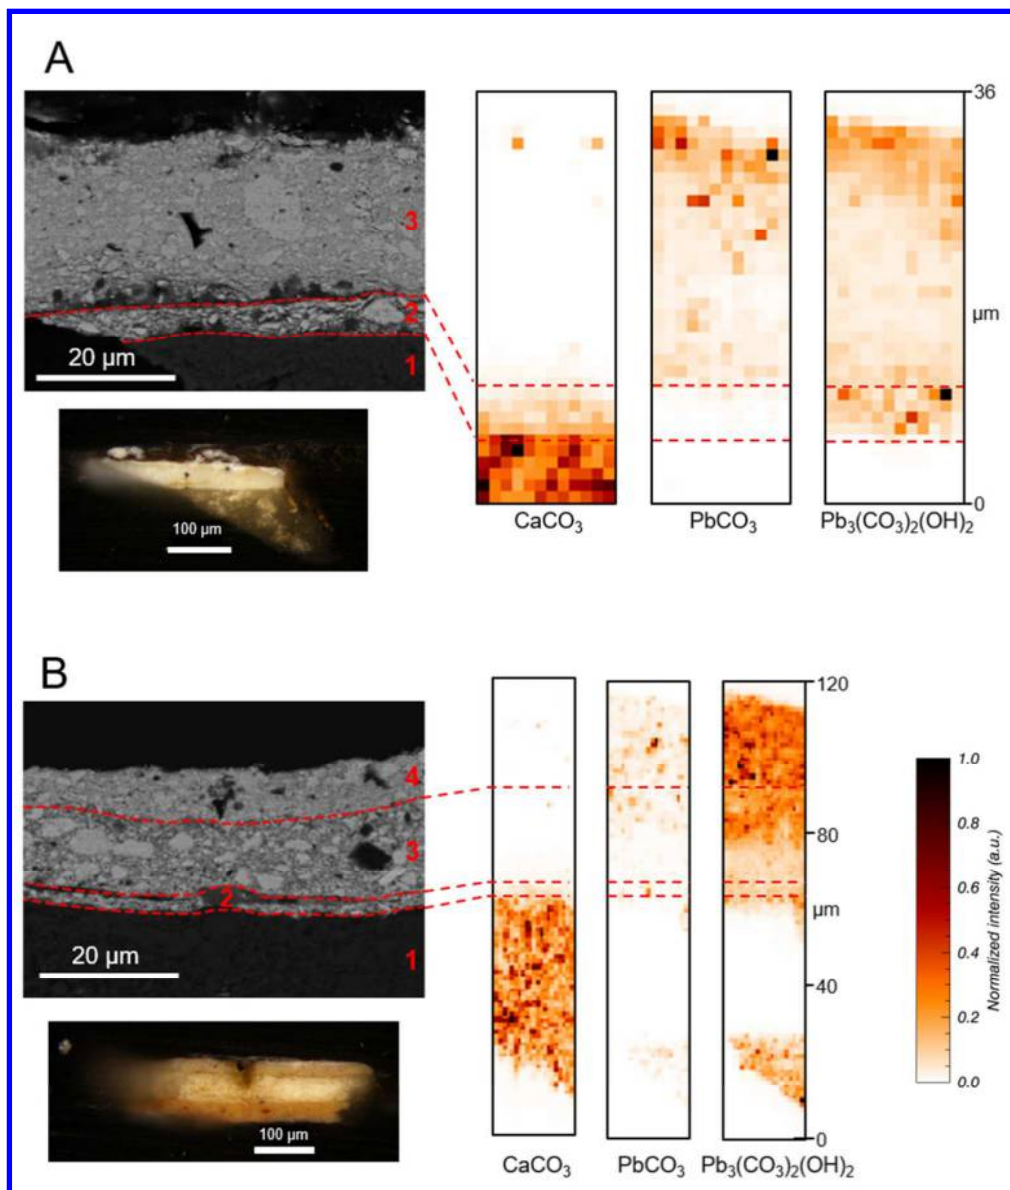 A
3
2
1
20 µm
100 µm
36
µm
0
CaCO3
PbCO3
Pb3(CO3)2(OH)2
B
4
3
2
1
20 µm
100 µm
120
80
µm
40
0
CaCO3
PbCO3
Pb3(CO3)2(OH)2
1.0
0.8
0.6
0.4
0.2
0.0
Normalized intensity (a.u.)